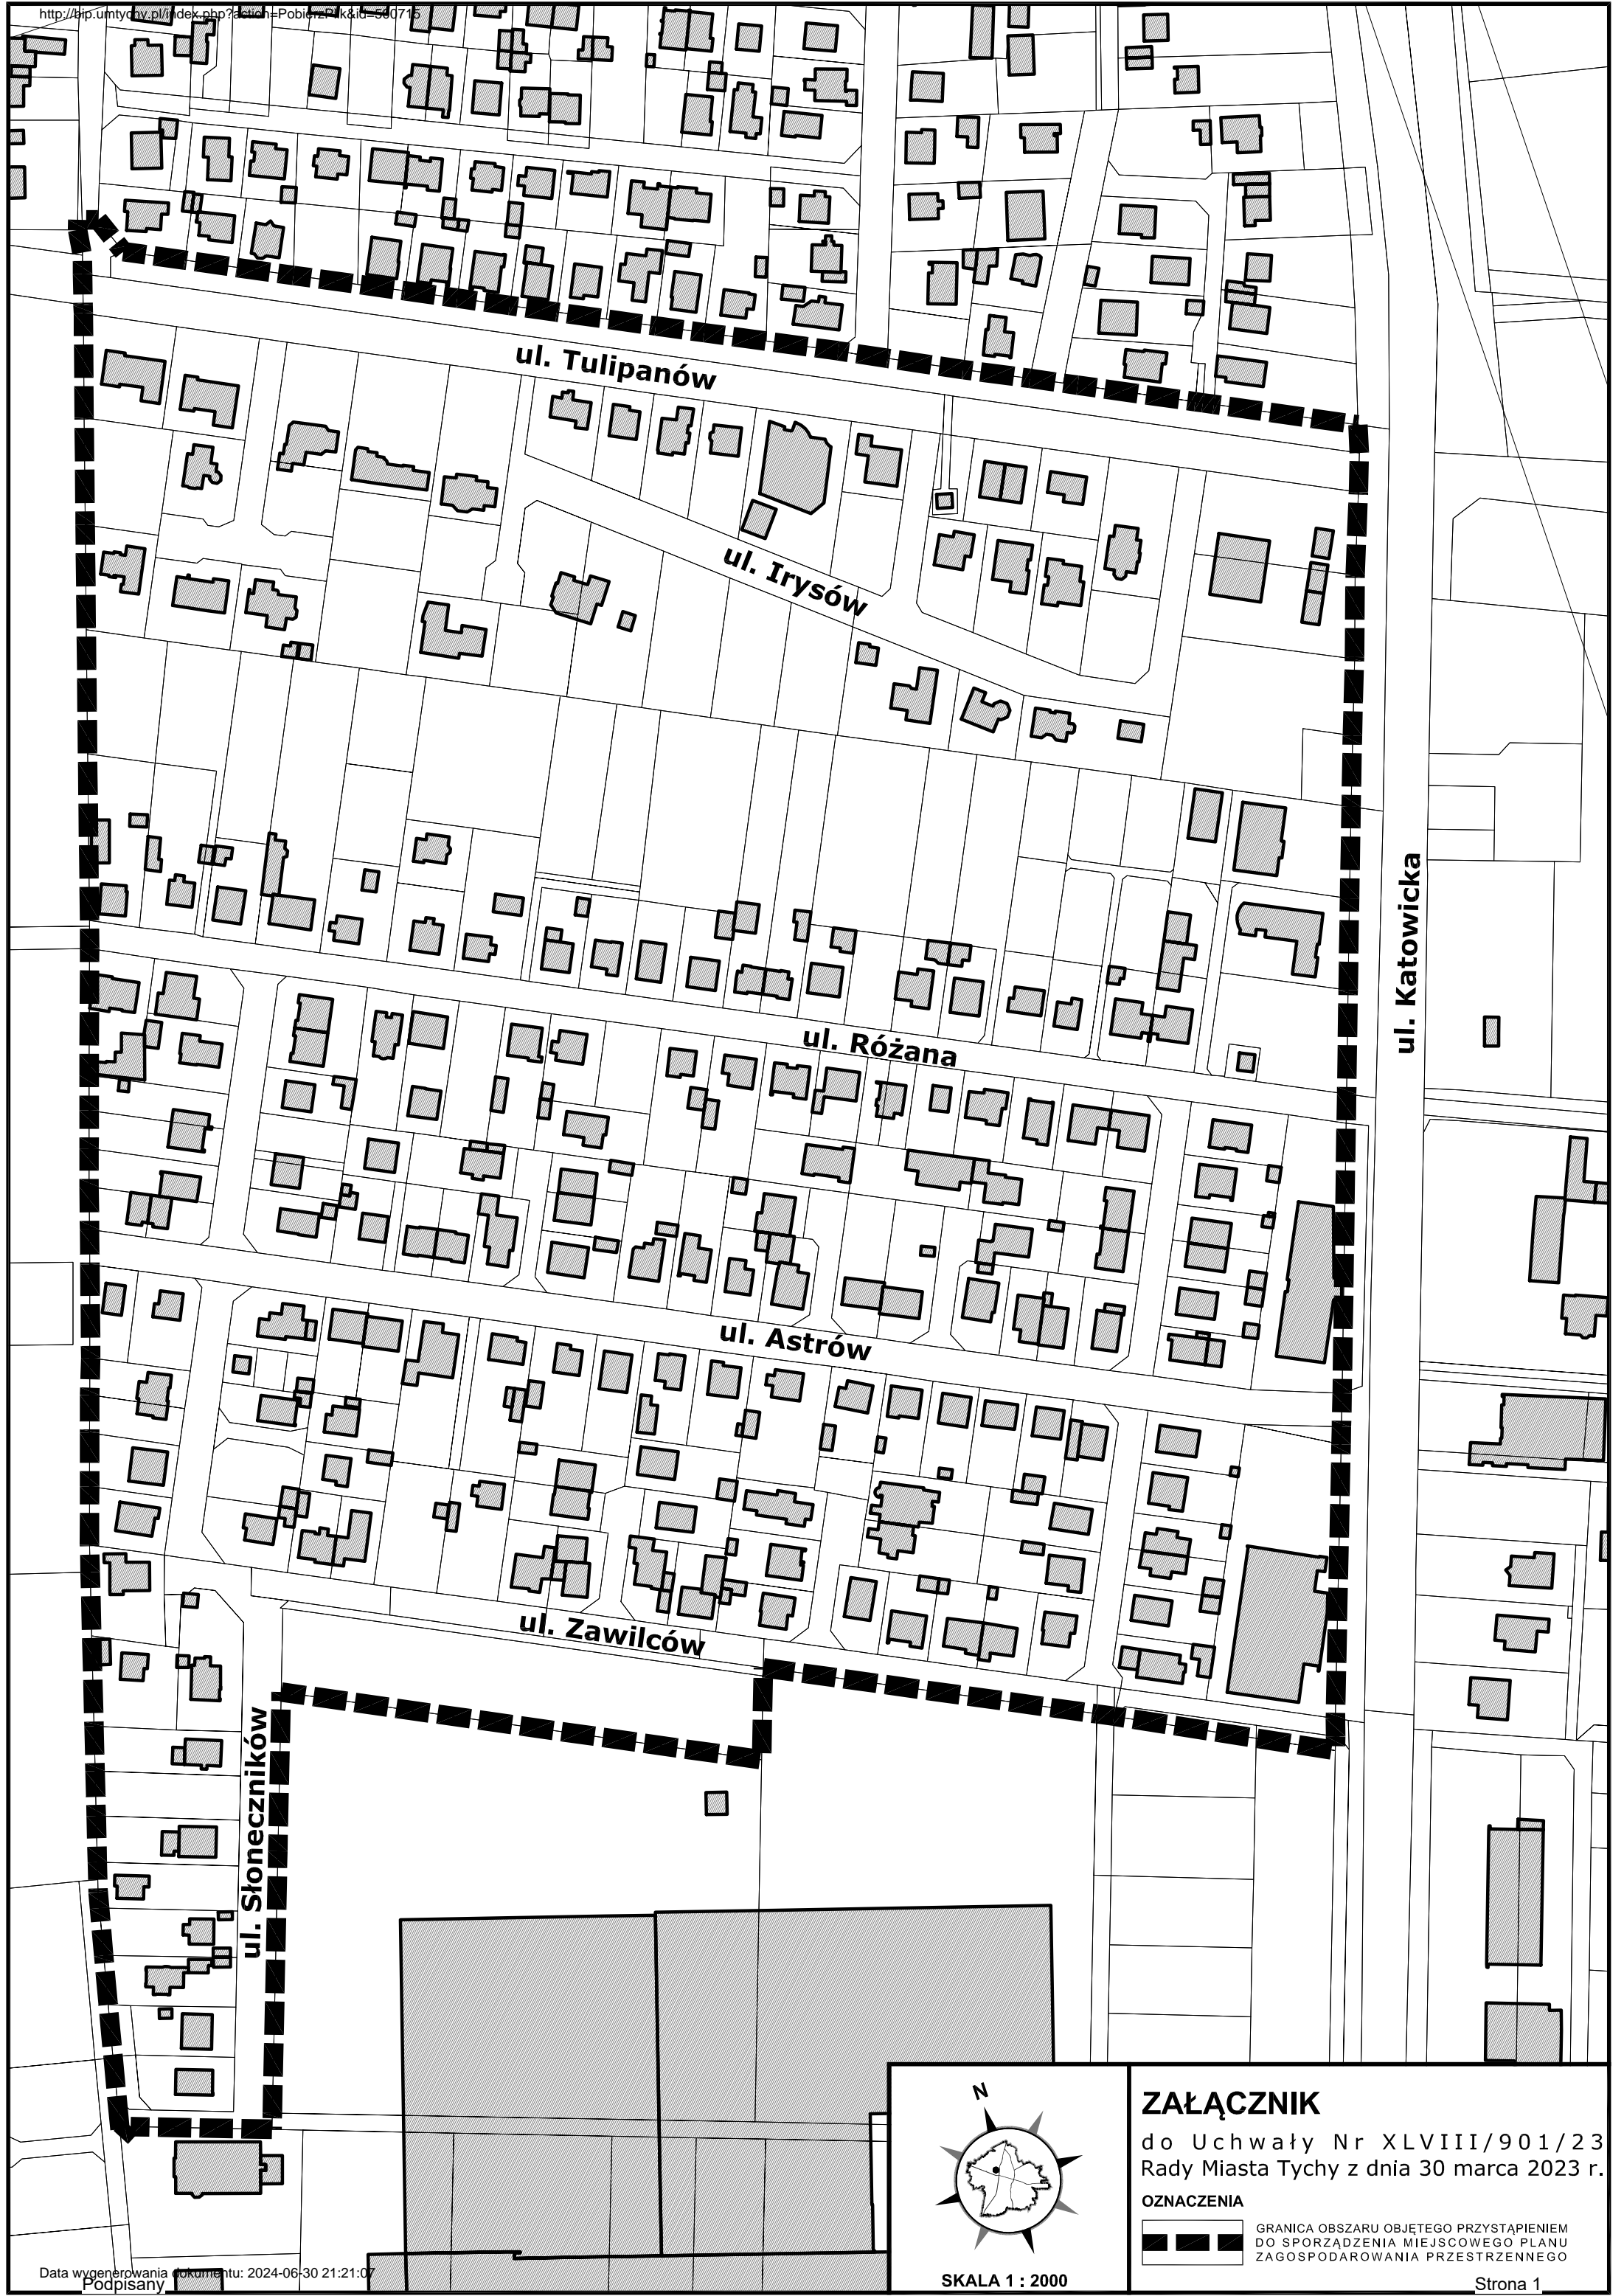 http://bip.umtychy.pl/index.php?action=PobierzPlik&id=560715
ul. Tulipanów
ul. Irysów
ul. Katowicka
ul. Różana
ul. Astrów
ul. Zawilców
ul. Słoneczników
N
SKALA 1 : 2000
ZAŁĄCZNIK
do Uchwały Nr XLVIII/901/23
Rady Miasta Tychy z dnia 30 marca 2023 r.
OZNACZENIA
GRANICA OBSZARU OBJĘTEGO PRZYSTĄPIENIEM
DO SPORZĄDZENIA MIEJSCOWEGO PLANU
ZAGOSPODAROWANIA PRZESTRZENNEGO
Data wygenerowania dokumentu: 2024-06-30 21:21:07
Podpisany
Strona 1